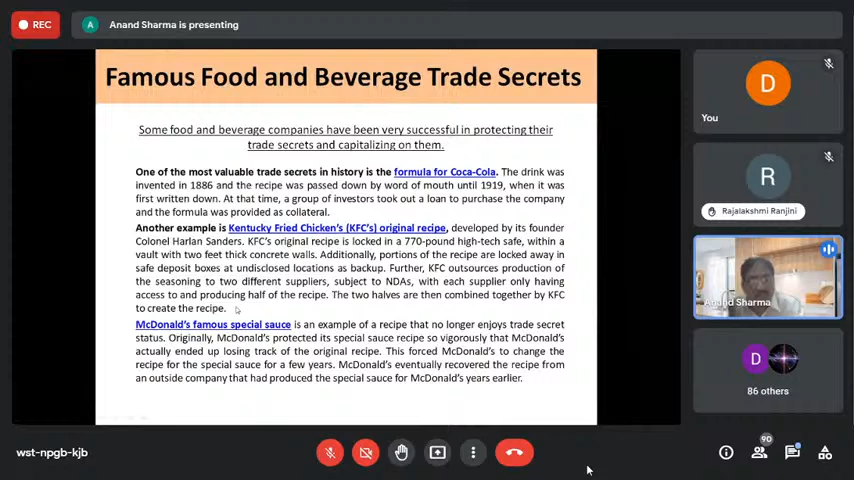 REC
A
Anand Sharma is presenting
Famous Food and Beverage Trade Secrets
Some food and beverage companies have been very successful in protecting their
trade secrets and capitalizing on them.
One of the most valuable trade secrets in history is the formula for Coca-Cola. The drink was
invented in 1886 and the recipe was passed down by word of mouth until 1919, when it was
first written down. At that time, a group of investors took out a loan to purchase the company
and the formula was provided as collateral.
Another example is Kentucky Fried Chicken's (KFC's) original recipe, developed by its founder
Colonel Harlan Sanders. KFC's original recipe is locked in a 770-pound high-tech safe, within a
vault with two feet thick concrete walls. Additionally, portions of the recipe are locked away in
safe deposit boxes at undisclosed locations as backup. Further, KFC outsources production of
the seasoning to two different suppliers, subject to NDAs, with each supplier only having
access to and producing half of the recipe. The two halves are then combined together by KFC
to create the recipe.
McDonald's famous special sauce is an example of a recipe that no longer enjoys trade secret
status. Originally, McDonald's protected its special sauce recipe so vigorously that McDonald's
actually ended up losing track of the original recipe. This forced McDonald's to change the
recipe for the special sauce for a few years. McDonald's eventually recovered the recipe from
an outside company that had produced the special sauce for McDonald's years earlier.
D
You
R
Rajalakshmi Ranjini
Anand Sharma
D
86 others
wst-npgb-kjb
90